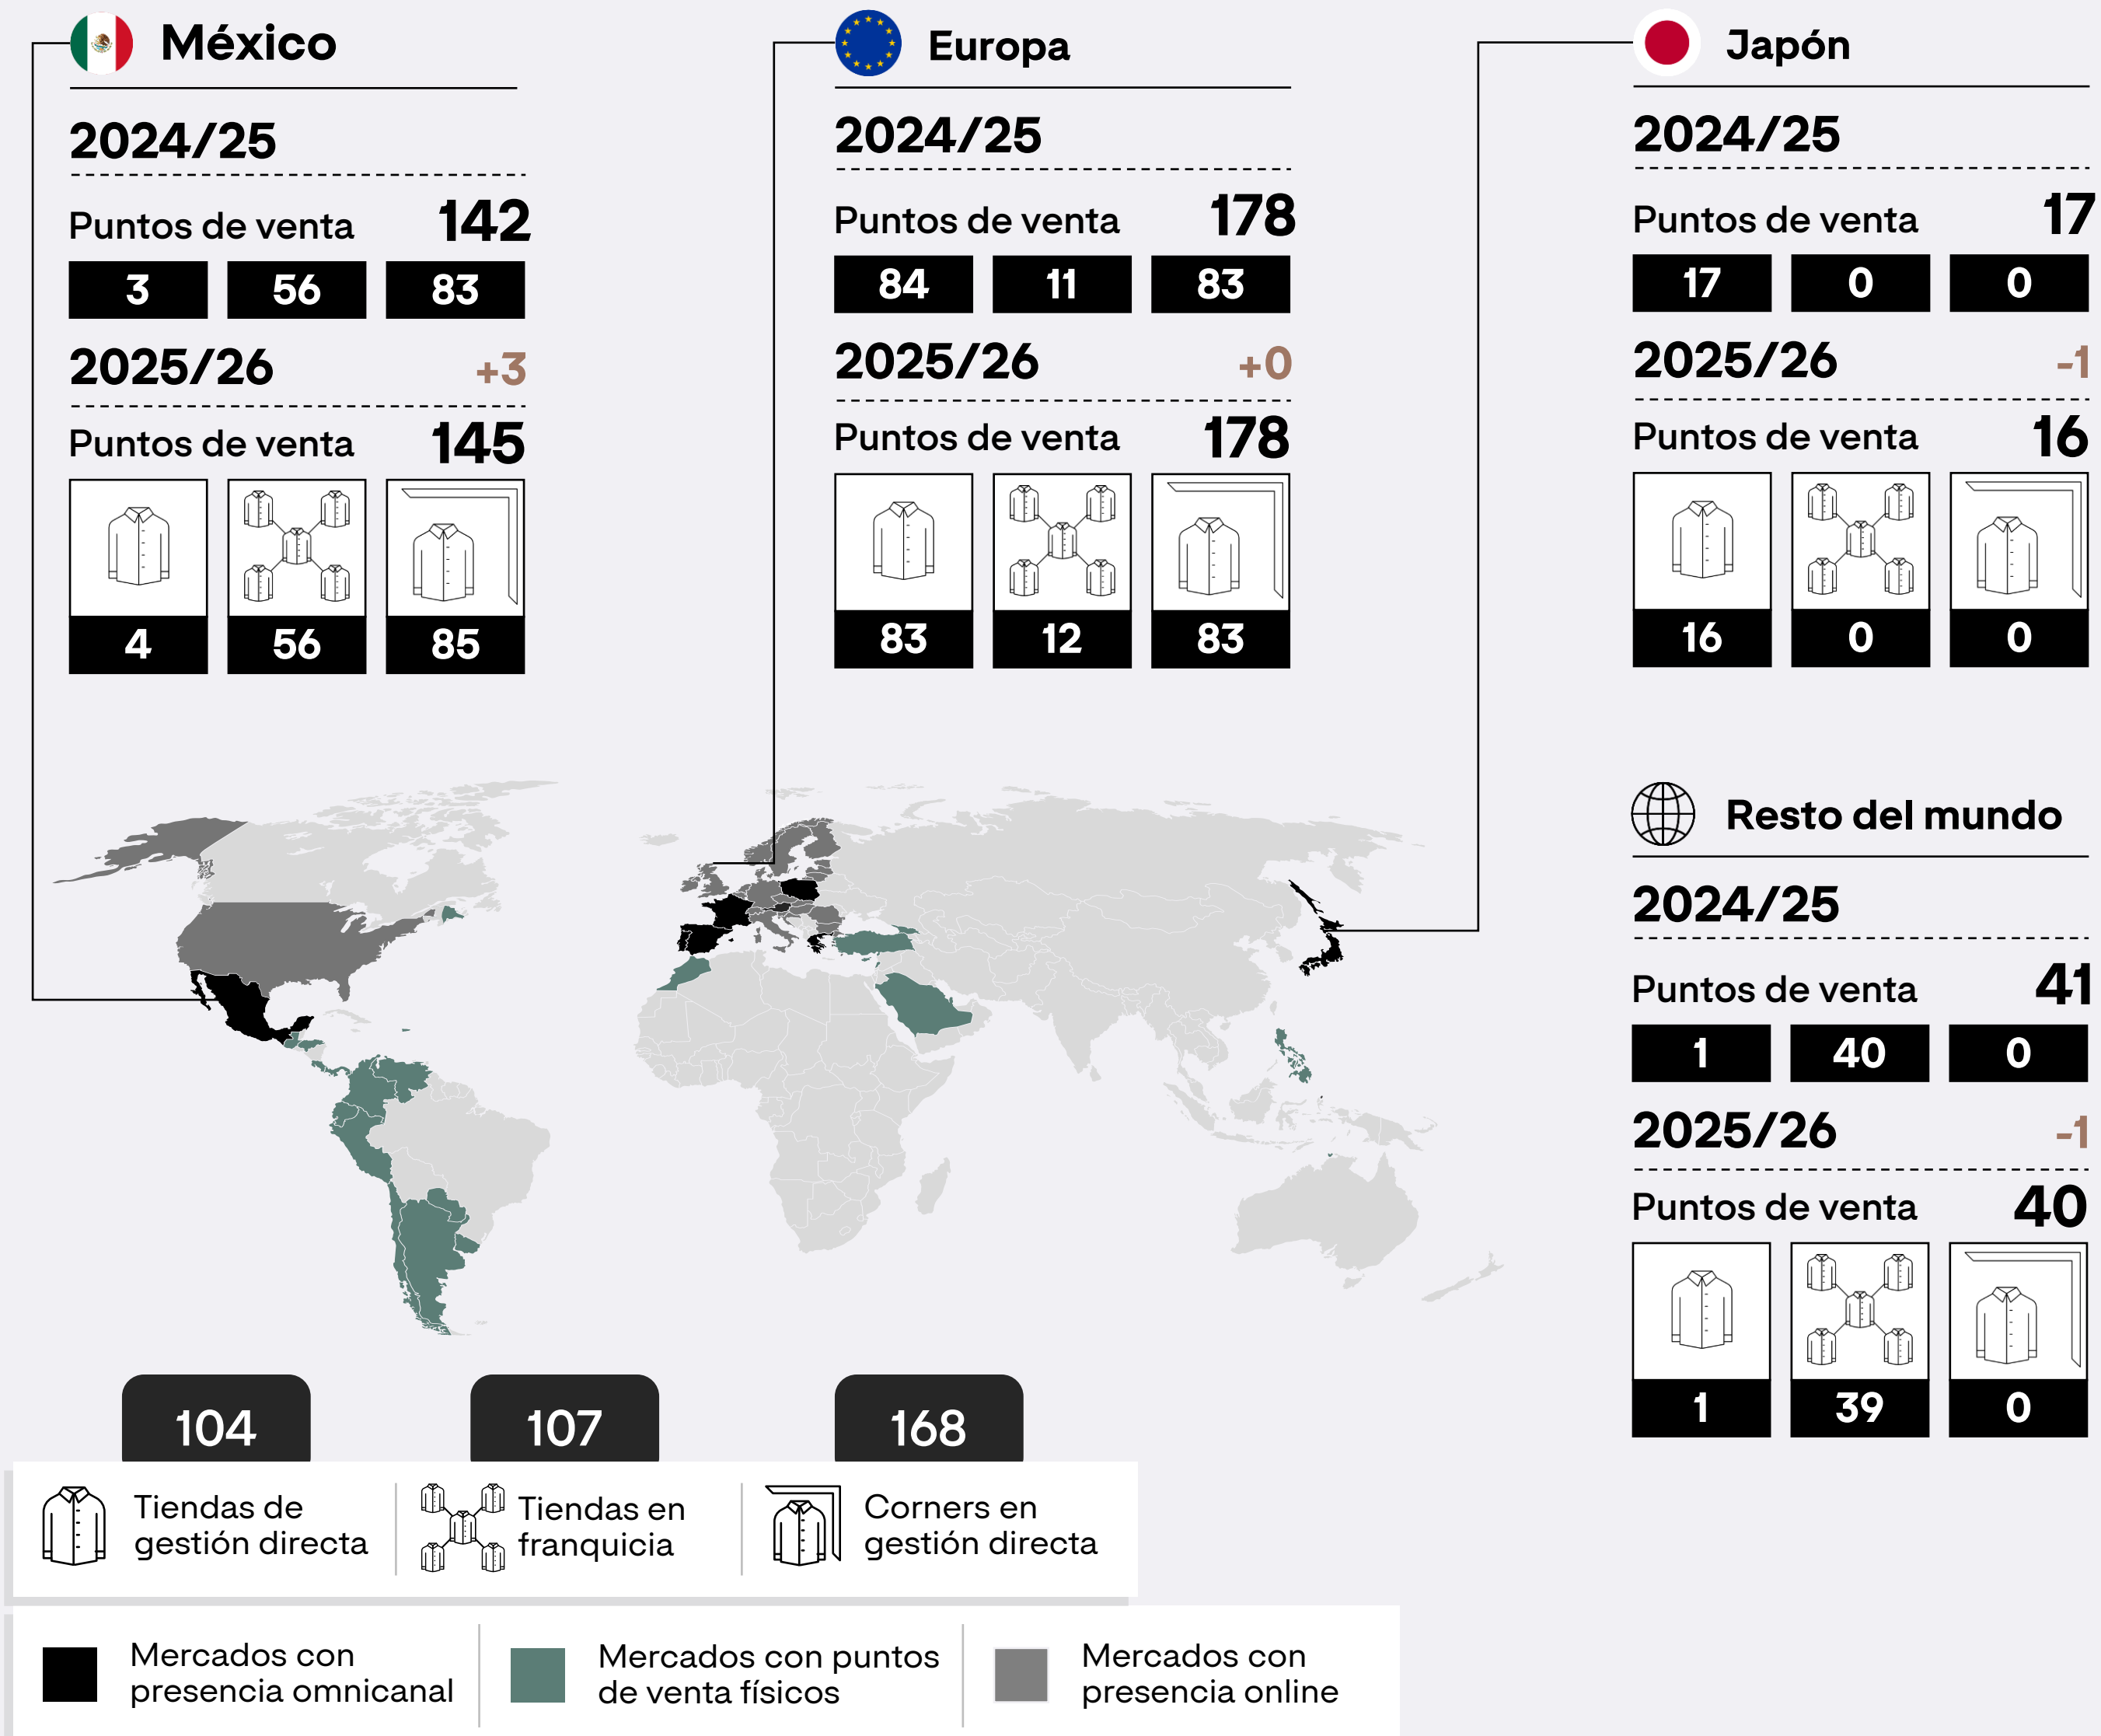 México
2024/25
Puntos de venta 142
3 56 83
2025/26 +3
Puntos de venta 145
4 56 85
Europa
2024/25
Puntos de venta 178
84 11 83
2025/26 +0
Puntos de venta 178
83 12 83
Japón
2024/25
Puntos de venta 17
17 0 0
2025/26 -1
Puntos de venta 16
16 0 0
Resto del mundo
2024/25
Puntos de venta 41
1 40 0
2025/26 -1
Puntos de venta 40
1 39 0
104 107 168
Tiendas de
gestión directa
Tiendas en
franquicia
Corners en
gestión directa
Mercados con
presencia omnicanal
Mercados con puntos
de venta físicos
Mercados con
presencia online